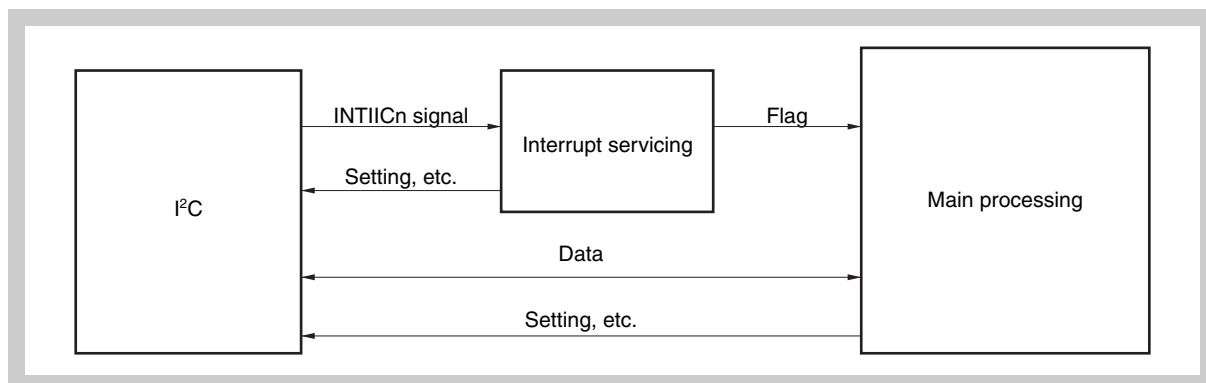 INTIICn signal
Flag
Interrupt servicing
Setting, etc.
I²C
Main processing
Data
Setting, etc.